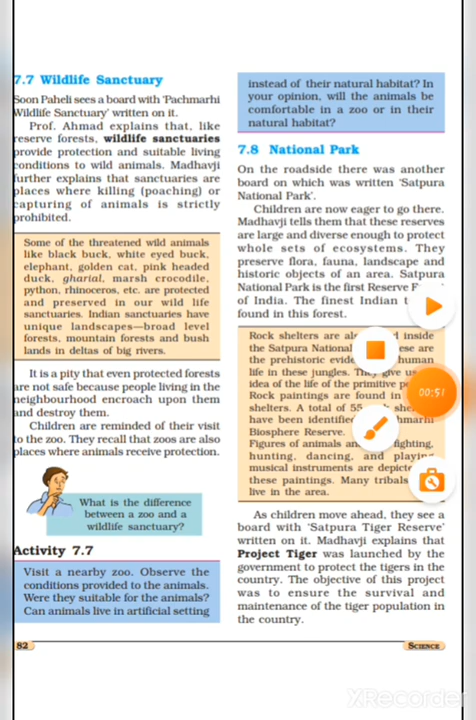 7.7 Wildlife Sanctuary
Soon Paheli sees a board with ‘Pachmarhi
Wildlife Sanctuary’ written on it.
Prof. Ahmad explains that, like
reserve forests, wildlife sanctuaries
provide protection and suitable living
conditions to wild animals. Madhavji
further explains that sanctuaries are
places where killing (poaching) or
capturing of animals is strictly
prohibited.
Some of the threatened wild animals
like black buck, white eyed buck,
elephant, golden cat, pink headed
duck, gharial, marsh crocodile,
python, rhinoceros, etc. are protected
and preserved in our wild life
sanctuaries. Indian sanctuaries have
unique landscapes—broad level
forests, mountain forests and bush
lands in deltas of big rivers.
It is a pity that even protected forests
are not safe because people living in the
neighbourhood encroach upon them
and destroy them.
Children are reminded of their visit
to the zoo. They recall that zoos are also
places where animals receive protection.
What is the difference
between a zoo and a
wildlife sanctuary?
Activity 7.7
Visit a nearby zoo. Observe the
conditions provided to the animals.
Were they suitable for the animals?
Can animals live in artificial setting
instead of their natural habitat? In
your opinion, will the animals be
comfortable in a zoo or in their
natural habitat?
7.8 National Park
On the roadside there was another
board on which was written ‘Satpura
National Park’.
Children are now eager to go there.
Madhavji tells them that these reserves
are large and diverse enough to protect
whole sets of ecosystems. They
preserve flora, fauna, landscape and
historic objects of an area. Satpura
National Park is the first Reserve
of India. The finest Indian
found in this forest.
Rock shelters are inside
the Satpura National
the prehistoric human
life in these jungles.
idea of the life of the primitive
Rock paintings are found in
shelters. A total of 55
have been identified
Biosphere Reserve.
Figures of animals fighting,
hunting, dancing, and
musical instruments are
these paintings. Many tribals
live in the area.
As children move ahead, they see a
board with ‘Satpura Tiger Reserve’
written on it. Madhavji explains that
Project Tiger was launched by the
government to protect the tigers in the
country. The objective of this project
was to ensure the survival and
maintenance of the tiger population in
the country.
00:51
82
SCIENCE
XRecorder